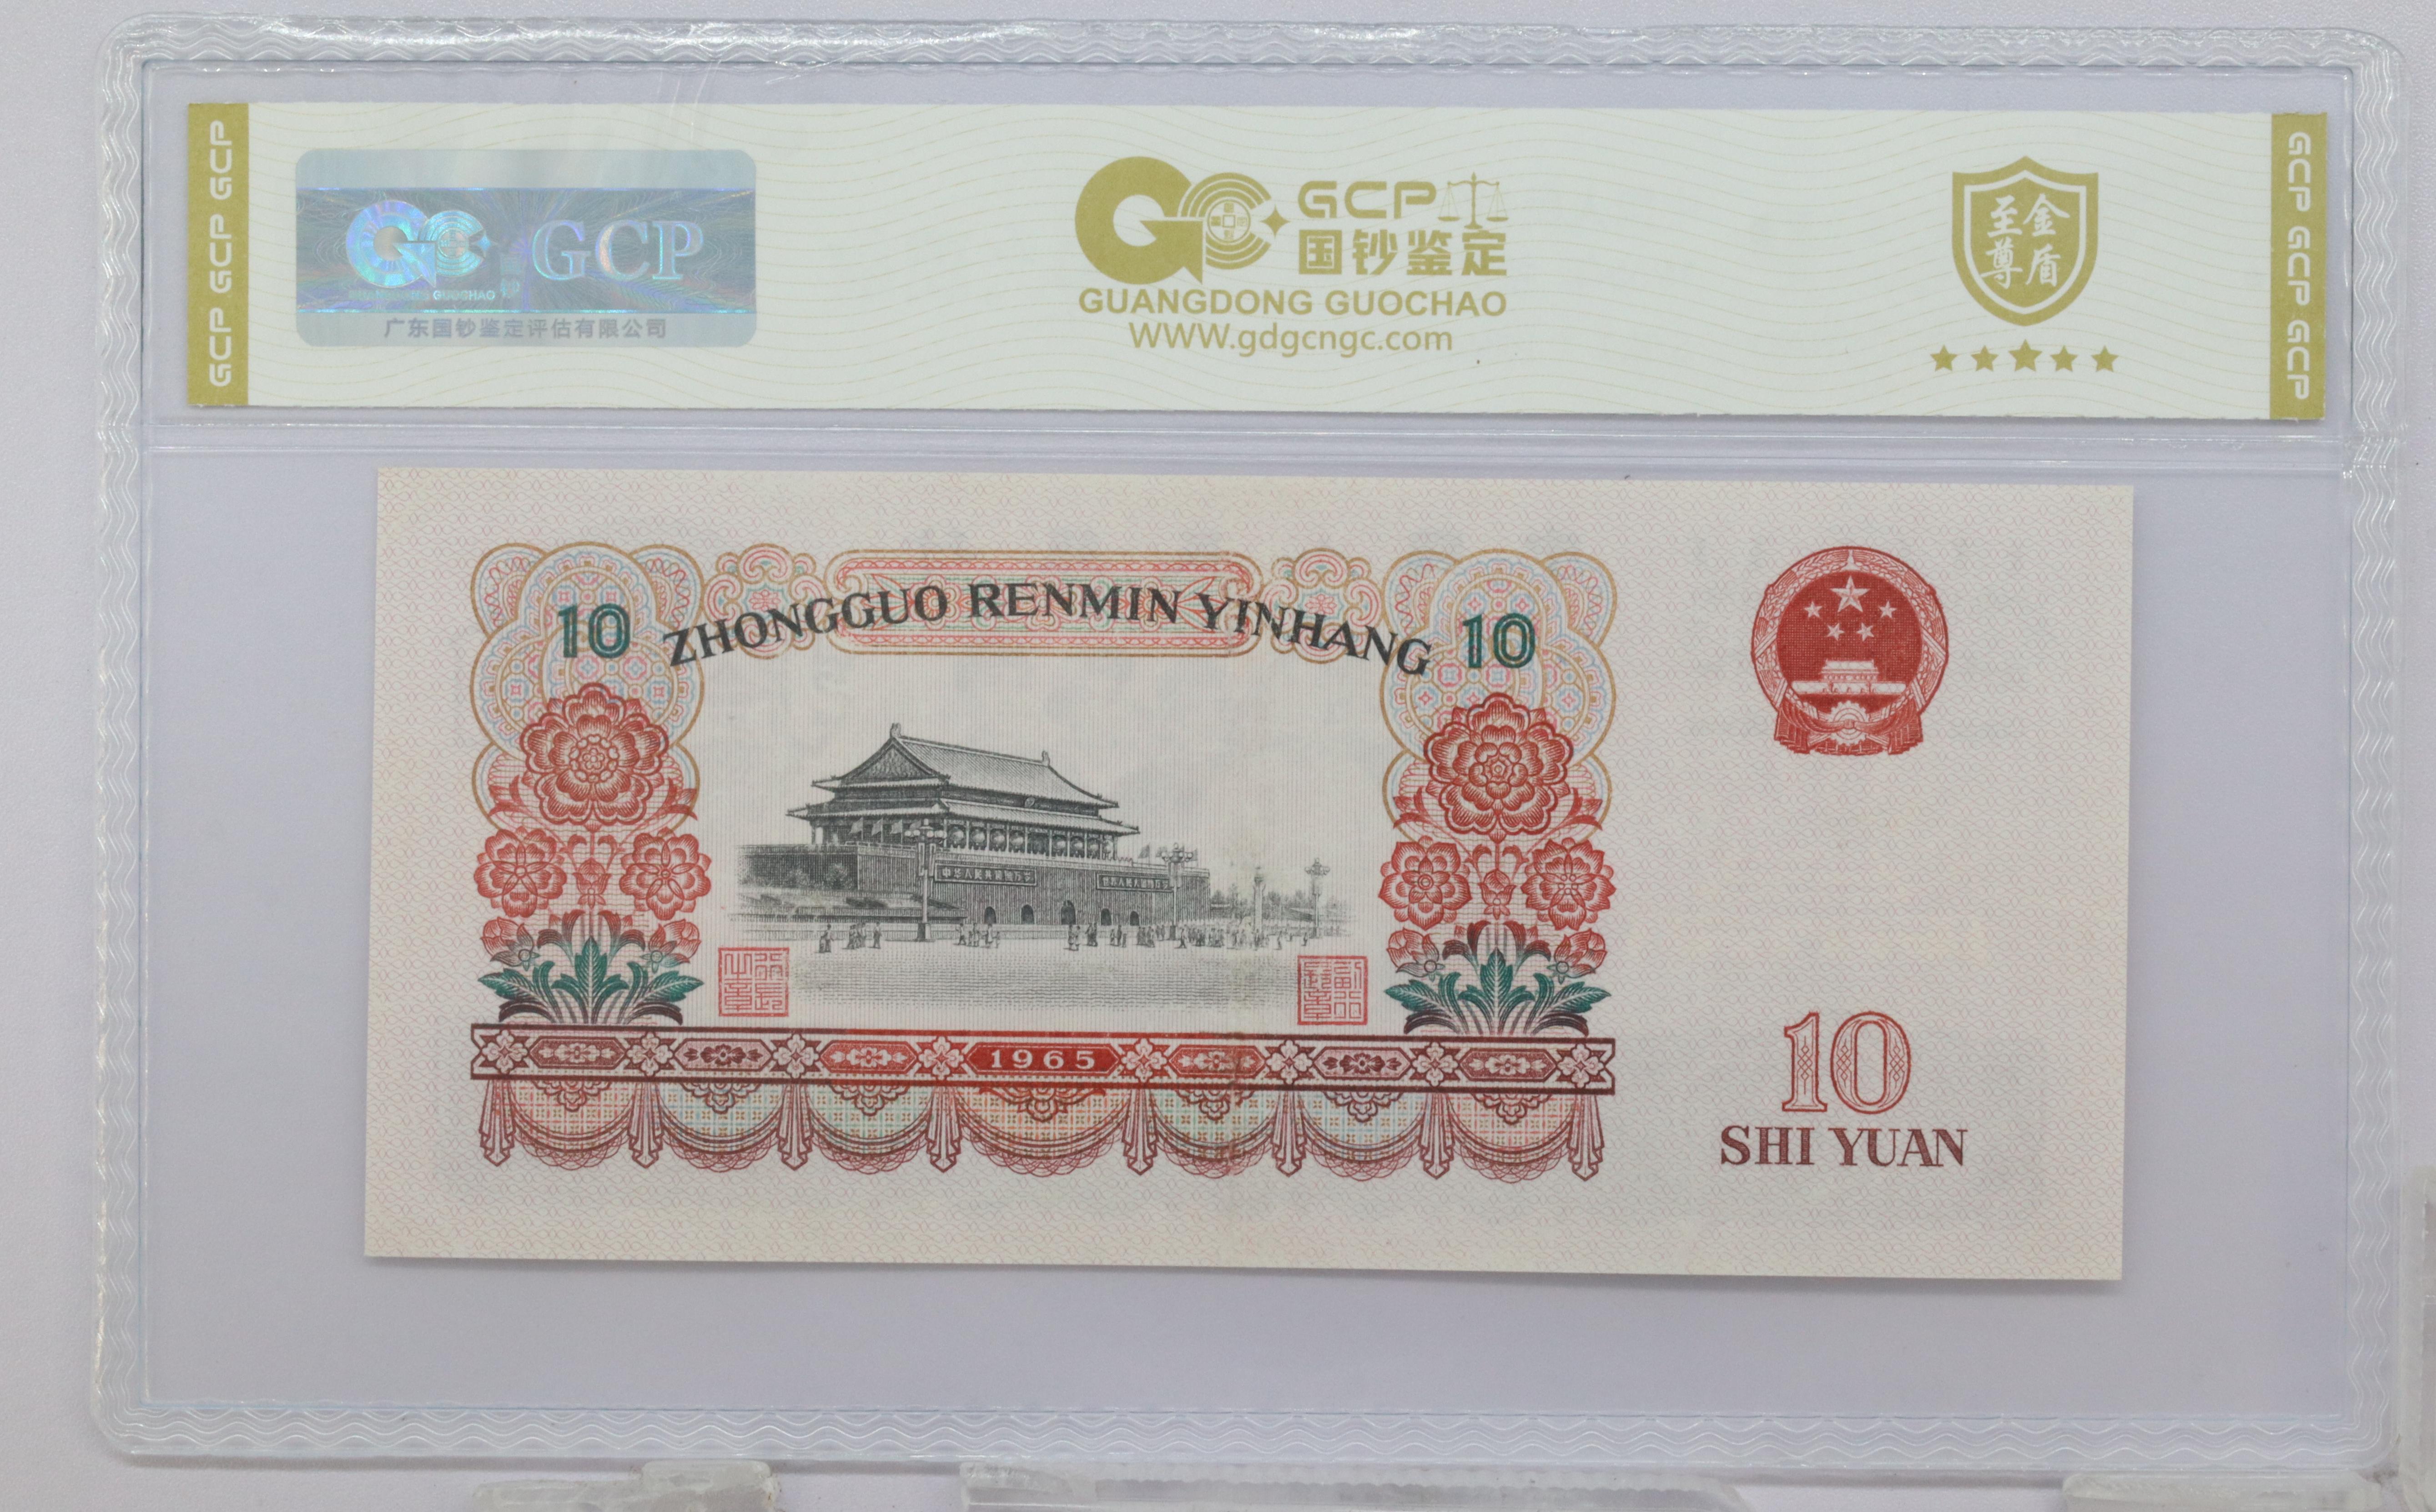 GCP GCP GCP
GCP
GUANGDONG GUOCHAO
广东国钞鉴定评估有限公司
GCP
国钞鉴定
GUANGDONG GUOCHAO
WWW.gdgcngc.com
至尊金盾
GCP GCP GCP
ZHONGGUO RENMIN YINHANG
10
10
1965
10
SHI YUAN